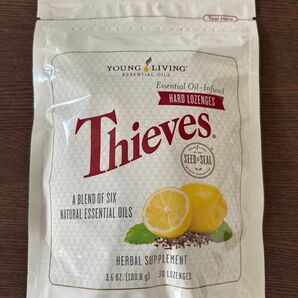 Tear Here
YOUNG LIVING
ESSENTIAL OILS
Essential Oil–Infused
HARD LOZENGES
Thieves®
SEED to SEAL
A BLEND OF SIX
NATURAL ESSENTIAL OILS
HERBAL SUPPLEMENT
3.6 OZ. (100.8 g) 30 LOZENGES